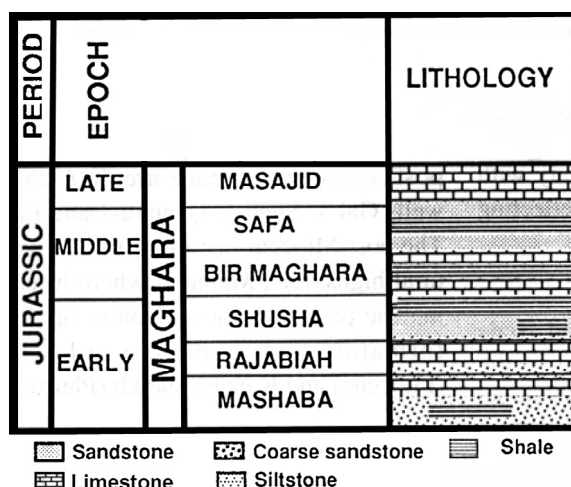 PERIOD
EPOCH
LITHOLOGY
JURASSIC
LATE
MIDDLE
EARLY
MAGHARA
MASAJID
SAFA
BIR MAGHARA
SHUSHA
RAJABIAH
MASHABA
Sandstone
Coarse sandstone
Shale
Limestone
Siltstone